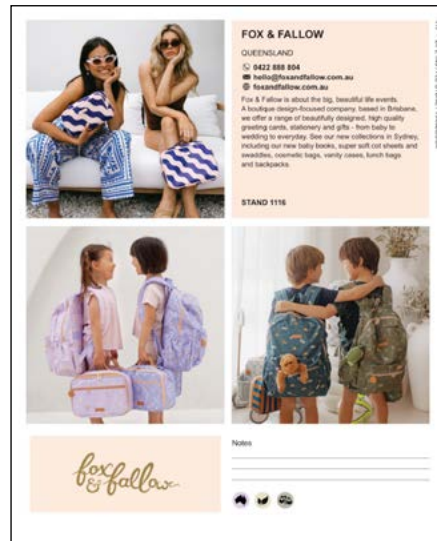 FOX & FALLOW
QUEENSLAND
0422 888 804
hello@foxandfallow.com.au
foxandfallow.com.au
Fox & Fallow is about the big, beautiful life events.
A boutique design-focused company, based in Brisbane,
we offer a range of beautifully designed, high quality
greeting cards, stationery and gifts - from baby to
wedding to everyday. See our new collections in Sydney,
including our new baby books, super soft cot sheets and
swaddles, cosmetic bags, vanity cases, lunch bags
and backpacks.
STAND 1116
fox
& fallow
Notes